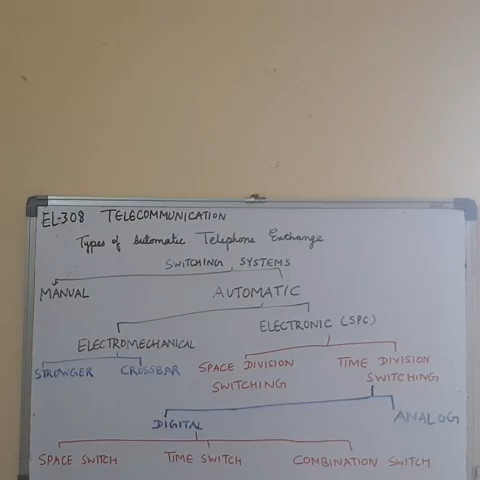 EL-308 TELECOMMUNICATION
Types of Automatic Telephone Exchange
SWITCHING SYSTEMS
MANUAL AUTOMATIC
ELECTROMECHANICAL ELECTRONIC (SPC)
STROWGER CROSSBAR SPACE DIVISION SWITCHING TIME DIVISION SWITCHING
DIGITAL ANALOG
SPACE SWITCH TIME SWITCH COMBINATION SWITCH